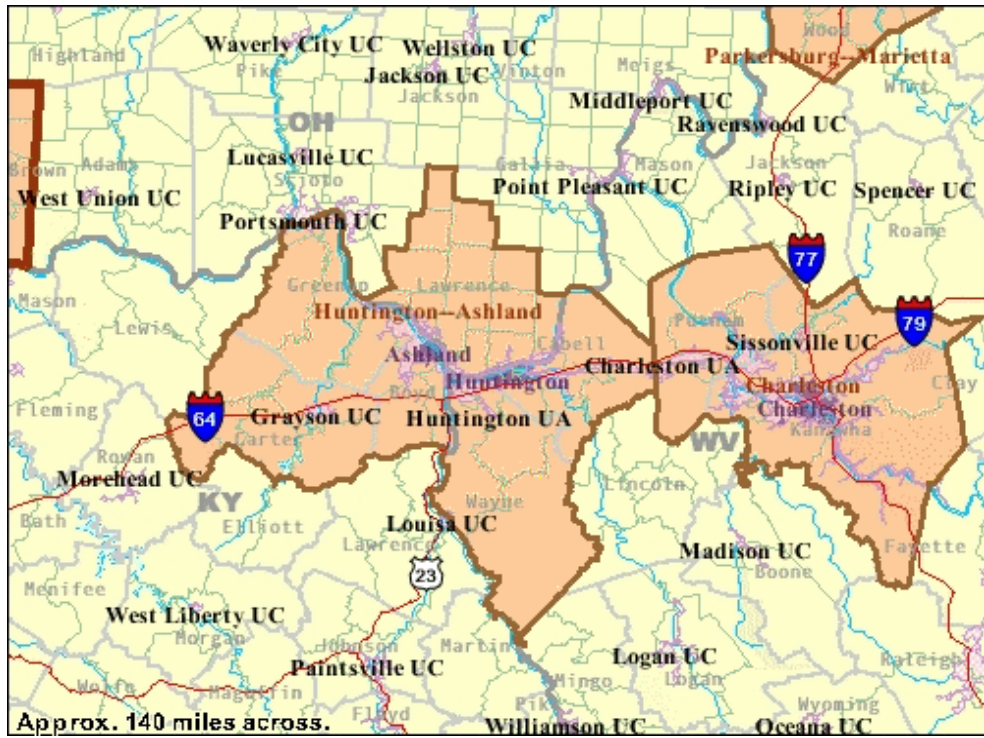 Highland
Waverly City UC
Pike
Wellston UC
Jackson UC
Jackson
Vinton
Meigs
Wood
Parkersburg--Marietta
Wirt
Middleport UC
Ravenswood UC
OH
Lucasville UC
Scioto
Brown
Adams
West Union UC
Portsmouth UC
Gallia
Point Pleasant UC
Mason
Jackson
Ripley UC
Spencer UC
Roane
77
Mason
Lewis
Greenup
Lawrence
Huntington--Ashland
Ashland
Cabell
Putnam
Sissonville UC
79
Boyd
Huntington
Charleston UA
Charleston
Charleston
Clay
Fleming
64
Grayson UC
Huntington UA
Kanawha
Carter
WV
Rowan
Morehead UC
KY
Wayne
Lincoln
Bath
Elliott
Louisa UC
Lawrence
Madison UC
Boone
Fayette
23
Menifee
West Liberty UC
Morgan
Johnson
Martin
Paintsville UC
Logan UC
Logan
Mingo
Raleigh
Wolfe
Magoffin
Floyd
Pike
Wyoming
Approx. 140 miles across.
Williamson UC
Oceana UC